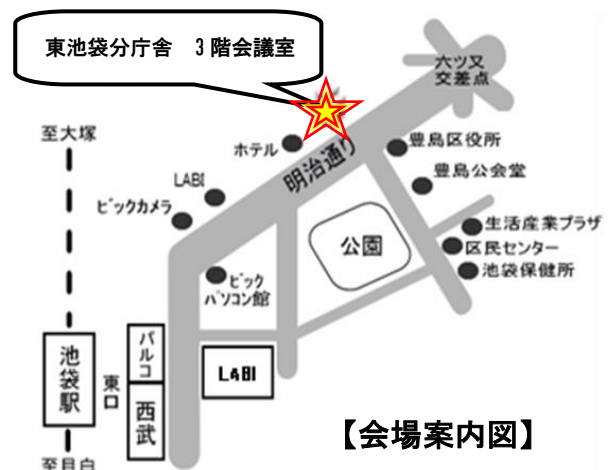 東池袋分庁舎　3階会議室
六ツ又
交差点
至大塚
ホテル
明治通り
豊島区役所
豊島公会堂
LABI
ビックカメラ
生活産業プラザ
区民センター
池袋保健所
公園
ビック
パソコン館
パルコ
池袋駅
東口
西武
LABI
【会場案内図】
至目白